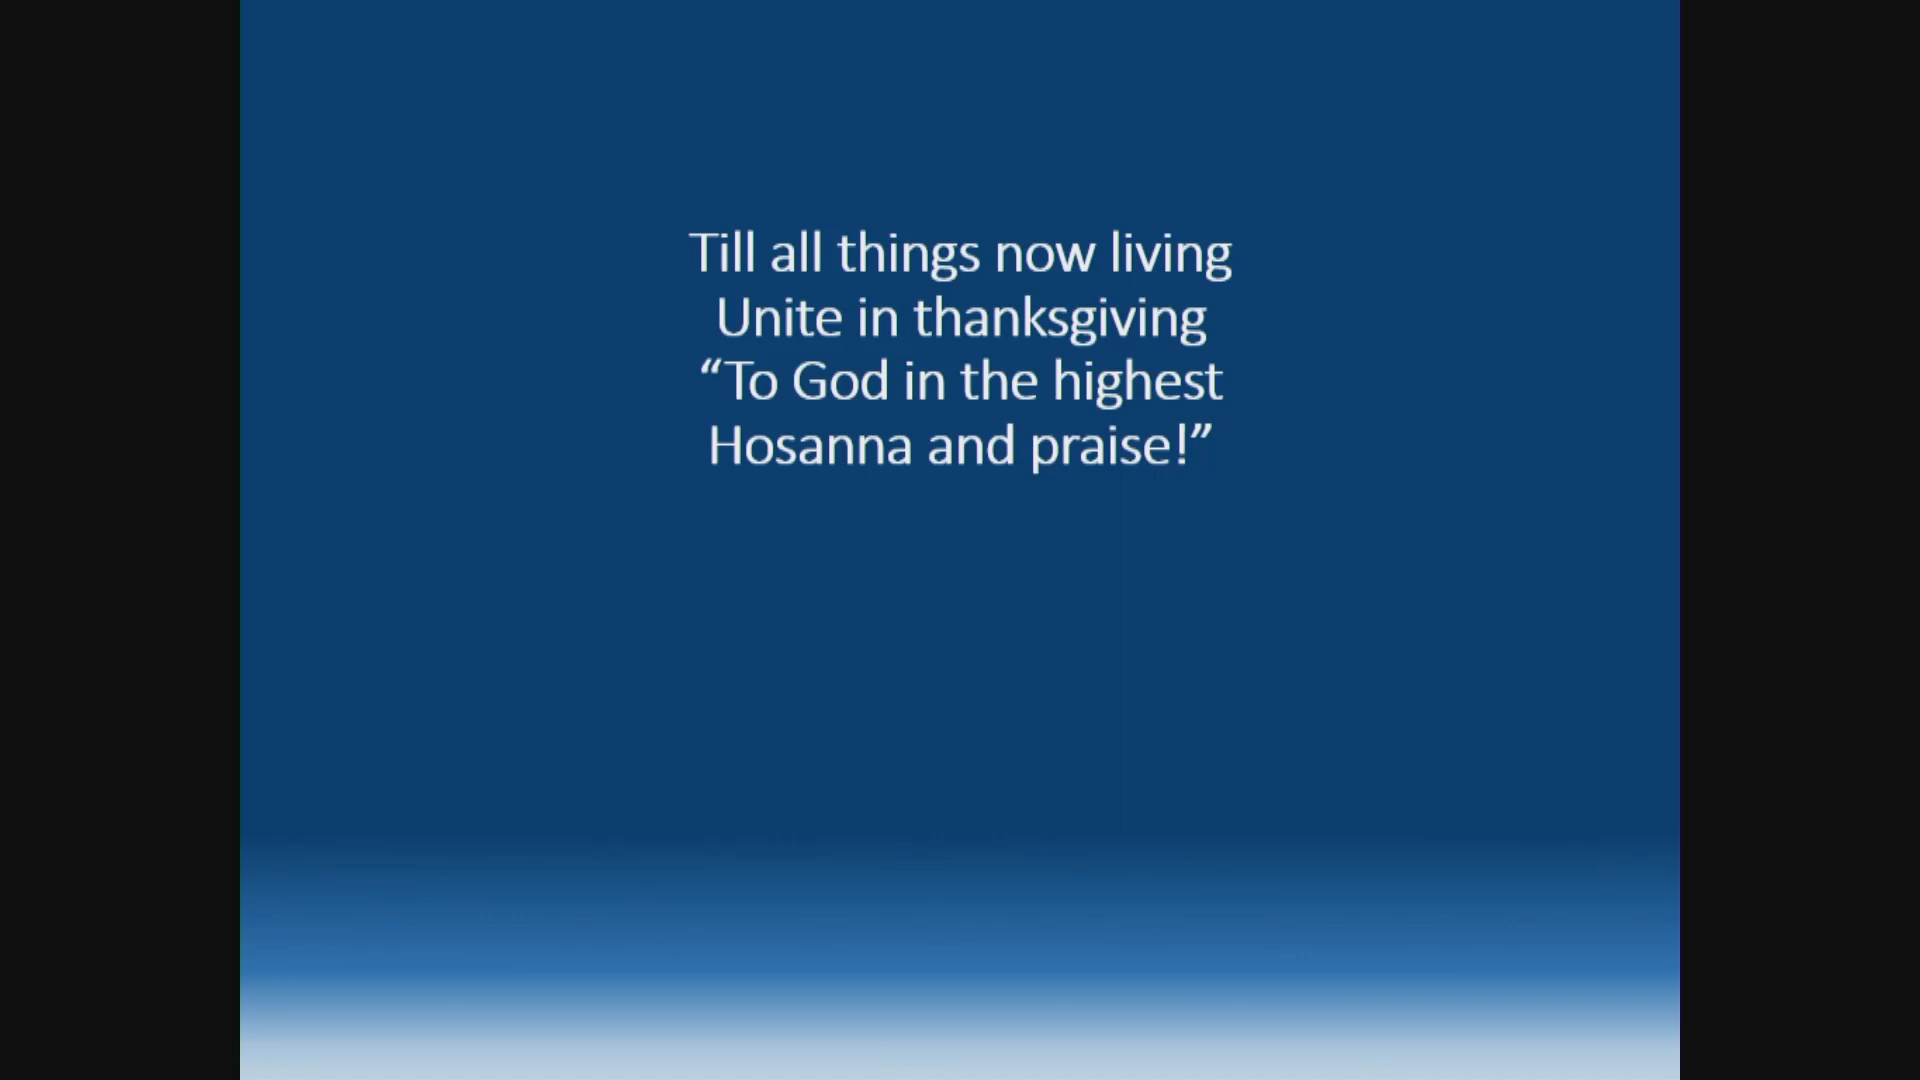 Till all things now living
Unite in thanksgiving
“To God in the highest
Hosanna and praise!”